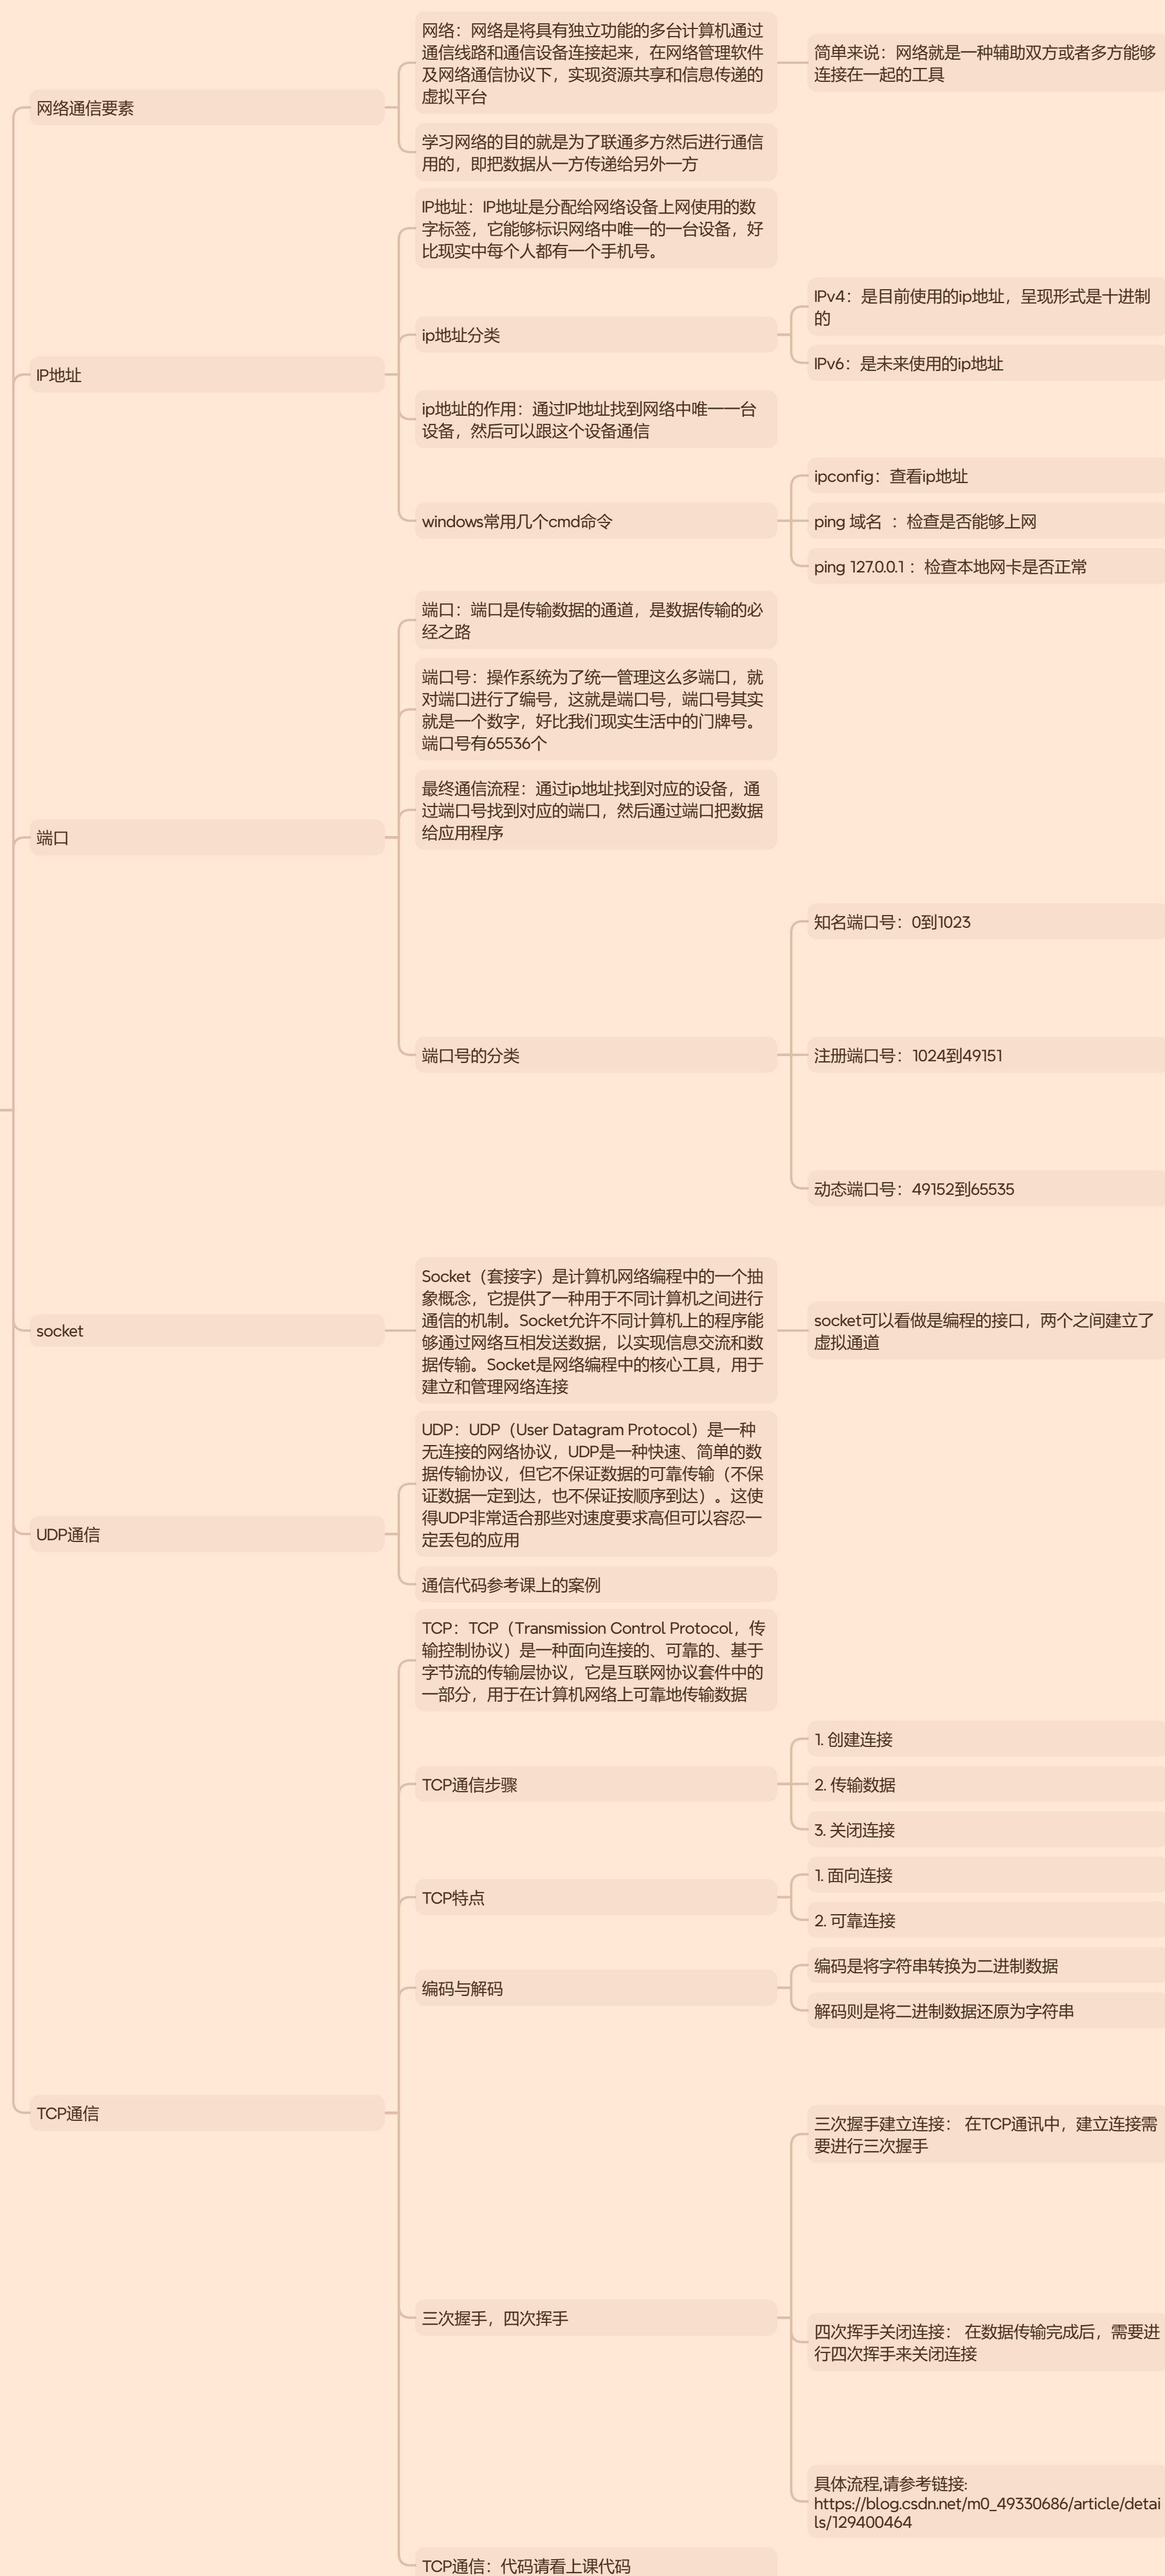 网络通信要素
网络：网络是将具有独立功能的多台计算机通过
通信线路和通信设备连接起来，在网络管理软件
及网络通信协议下，实现资源共享和信息传递的
虚拟平台
简单来说：网络就是一种辅助双方或者多方能够
连接在一起的工具
学习网络的目的就是为了联通多方然后进行通信
用的，即把数据从一方传递给另外一方
IP地址
IP地址：IP地址是分配给网络设备上网使用的数
字标签，它能够标识网络中唯一的一台设备，好
比现实中每个人都有一个手机号。
ip地址分类
IPv4：是目前使用的ip地址，呈现形式是十进制
的
IPv6：是未来使用的ip地址
ip地址的作用：通过IP地址找到网络中唯一一台
设备，然后可以跟这个设备通信
windows常用几个cmd命令
ipconfig：查看ip地址
ping 域名 ：检查是否能够上网
ping 127.0.0.1 ：检查本地网卡是否正常
端口
端口：端口是传输数据的通道，是数据传输的必
经之路
端口号：操作系统为了统一管理这么多端口，就
对端口进行了编号，这就是端口号，端口号其实
就是一个数字，好比我们现实生活中的门牌号。
端口号有65536个
最终通信流程：通过ip地址找到对应的设备，通
过端口号找到对应的端口，然后通过端口把数据
给应用程序
端口号的分类
知名端口号：0到1023
注册端口号：1024到49151
动态端口号：49152到65535
socket
Socket（套接字）是计算机网络编程中的一个抽
象概念，它提供了一种用于不同计算机之间进行
通信的机制。Socket允许不同计算机上的程序能
够通过网络互相发送数据，以实现信息交流和数
据传输。Socket是网络编程中的核心工具，用于
建立和管理网络连接
socket可以看做是编程的接口，两个之间建立了
虚拟通道
UDP通信
UDP：UDP（User Datagram Protocol）是一种
无连接的网络协议，UDP是一种快速、简单的数
据传输协议，但它不保证数据的可靠传输（不保
证数据一定到达，也不保证按顺序到达）。这使
得UDP非常适合那些对速度要求高但可以容忍一
定丢包的应用
通信代码参考课上的案例
TCP通信
TCP：TCP（Transmission Control Protocol，传
输控制协议）是一种面向连接的、可靠的、基于
字节流的传输层协议，它是互联网协议套件中的
一部分，用于在计算机网络上可靠地传输数据
TCP通信步骤
1. 创建连接
2. 传输数据
3. 关闭连接
TCP特点
1. 面向连接
2. 可靠连接
编码与解码
编码是将字符串转换为二进制数据
解码则是将二进制数据还原为字符串
三次握手，四次挥手
三次握手建立连接： 在TCP通讯中，建立连接需
要进行三次握手
四次挥手关闭连接： 在数据传输完成后，需要进
行四次挥手来关闭连接
具体流程,请参考链接:
https://blog.csdn.net/m0_49330686/article/detai
ls/129400464
TCP通信：代码请看上课代码